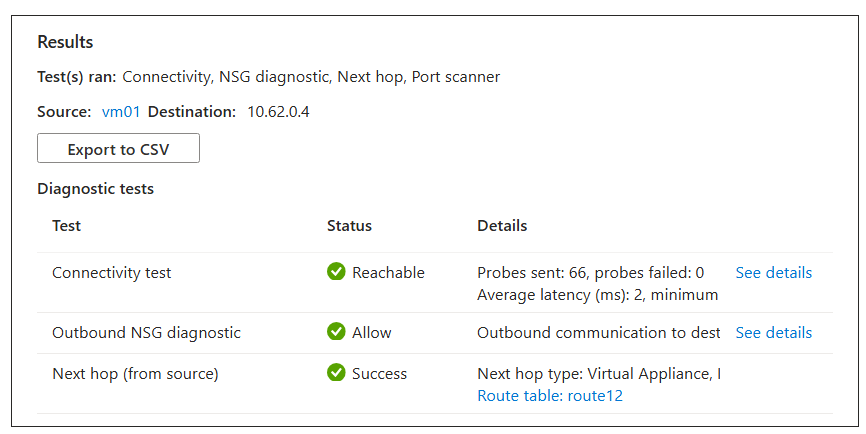 Results
Test(s) ran: Connectivity, NSG diagnostic, Next hop, Port scanner
Source: vm01 Destination: 10.62.0.4
Export to CSV
Diagnostic tests
Test Status Details
Connectivity test Reachable Probes sent: 66, probes failed: 0 See details
Average latency (ms): 2, minimum
Outbound NSG diagnostic Allow Outbound communication to dest See details
Next hop (from source) Success Next hop type: Virtual Appliance, I
Route table: route12